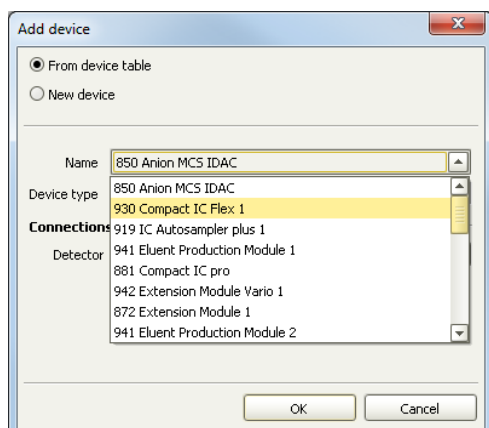 Add device
From device table
New device
Name 850 Anion MCS IDAC
Device type
850 Anion MCS IDAC
930 Compact IC Flex 1
Connections
919 IC Autosampler plus 1
Detector
941 Eluent Production Module 1
881 Compact IC pro
942 Extension Module Vario 1
872 Extension Module 1
941 Eluent Production Module 2
OK Cancel